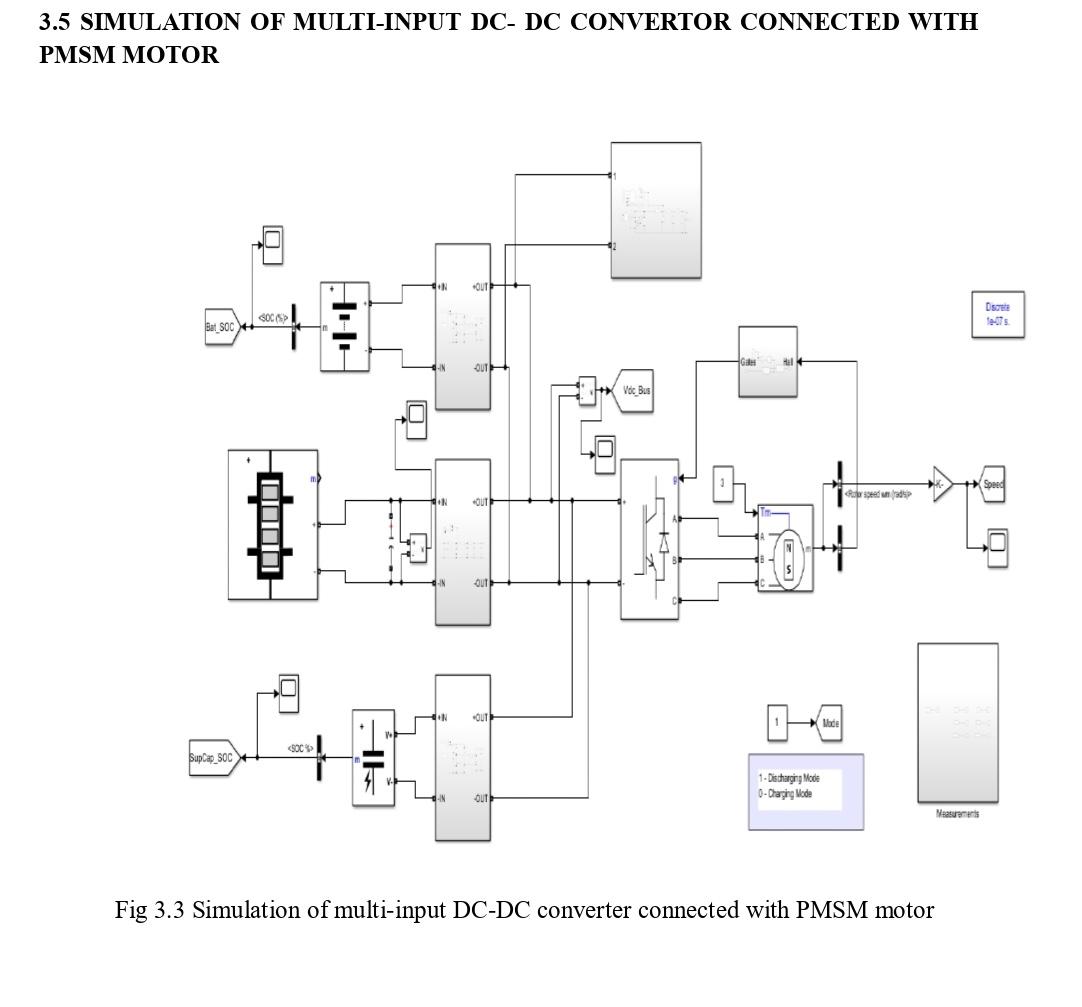 3.5 SIMULATION OF MULTI-INPUT DC- DC CONVERTOR CONNECTED WITH
PMSM MOTOR
1
2
Bat_SOC
<SOC (%)>
+
m
+
-
+IN
+OUT
-IN
-OUT
Discrete
1e-07 s.
Gates
Hall
+
-
v
Vdc_Bus
+
m
+
-
+
-
v
+IN
+OUT
-IN
-OUT
+
-
g
A
B
C
3
Tm
A
B
C
N
S
m
<Rotor speed wm (rad/s)>
-K-
Speed
SupCap_SOC
<SOC %>
+
m
V+
V-
+IN
+OUT
-IN
-OUT
1
Mode
1 - Discharging Mode
0 - Charging Mode
Measurements
Fig 3.3 Simulation of multi-input DC-DC converter connected with PMSM motor